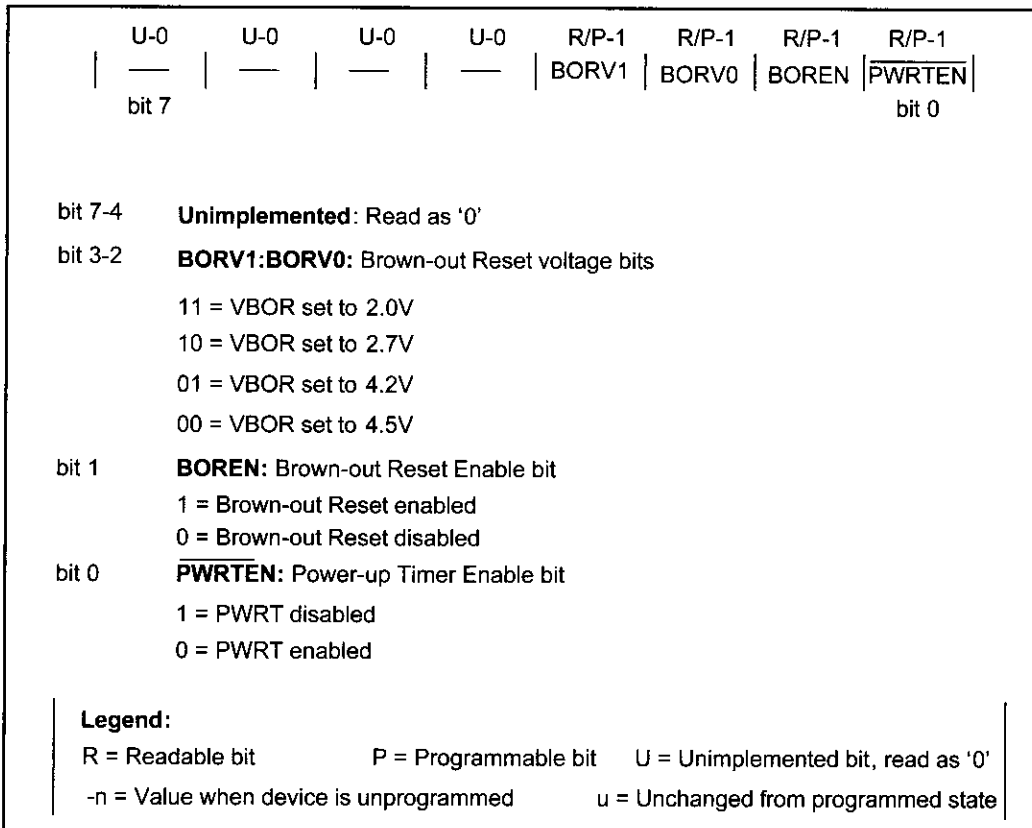 U-0 U-0 U-0 U-0 R/P-1 R/P-1 R/P-1 R/P-1
— — — — BORV1 BORV0 BOREN PWRTEN
bit 7 bit 0
bit 7-4 Unimplemented: Read as ‘0’
bit 3-2 BORV1:BORV0: Brown-out Reset voltage bits
11 = VBOR set to 2.0V
10 = VBOR set to 2.7V
01 = VBOR set to 4.2V
00 = VBOR set to 4.5V
bit 1 BOREN: Brown-out Reset Enable bit
1 = Brown-out Reset enabled
0 = Brown-out Reset disabled
bit 0 PWRTEN: Power-up Timer Enable bit
1 = PWRT disabled
0 = PWRT enabled
Legend:
R = Readable bit P = Programmable bit U = Unimplemented bit, read as ‘0’
-n = Value when device is unprogrammed u = Unchanged from programmed state